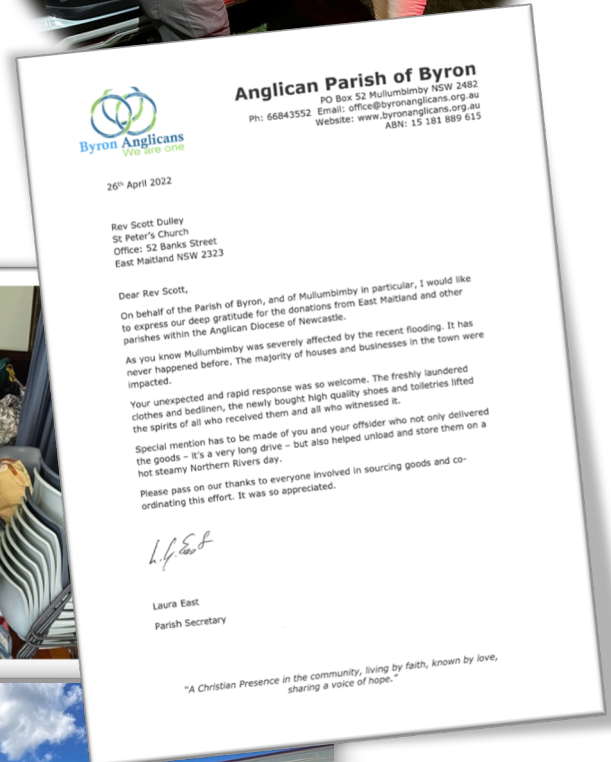 Anglican Parish of Byron
PO Box 52 Mullumbimby NSW 2482
Ph: 66843552 Email: office@byronanglicans.org.au
Website: www.byronanglicans.org.au
ABN: 15 181 889 615
Byron Anglicans
We are one
26th April 2022
Rev Scott Dulley
St Peter's Church
Office: 52 Banks Street
East Maitland NSW 2323
Dear Rev Scott,
On behalf of the Parish of Byron, and of Mullumbimby in particular, I would like
to express our deep gratitude for the donations from East Maitland and other
parishes within the Anglican Diocese of Newcastle.
As you know Mullumbimby was severely affected by the recent flooding. It has
never happened before. The majority of houses and businesses in the town were
impacted.
Your unexpected and rapid response was so welcome. The freshly laundered
clothes and bedlinen, the newly bought high quality shoes and toiletries lifted
the spirits of all who received them and all who witnessed it.
Special mention has to be made of you and your offsider who not only delivered
the goods – it's a very long drive – but also helped unload and store them on a
hot steamy Northern Rivers day.
Please pass on our thanks to everyone involved in sourcing goods and co-
ordinating this effort. It was so appreciated.
L.G.East
Laura East
Parish Secretary
"A Christian Presence in the community, living by faith, known by love,
sharing a voice of hope."